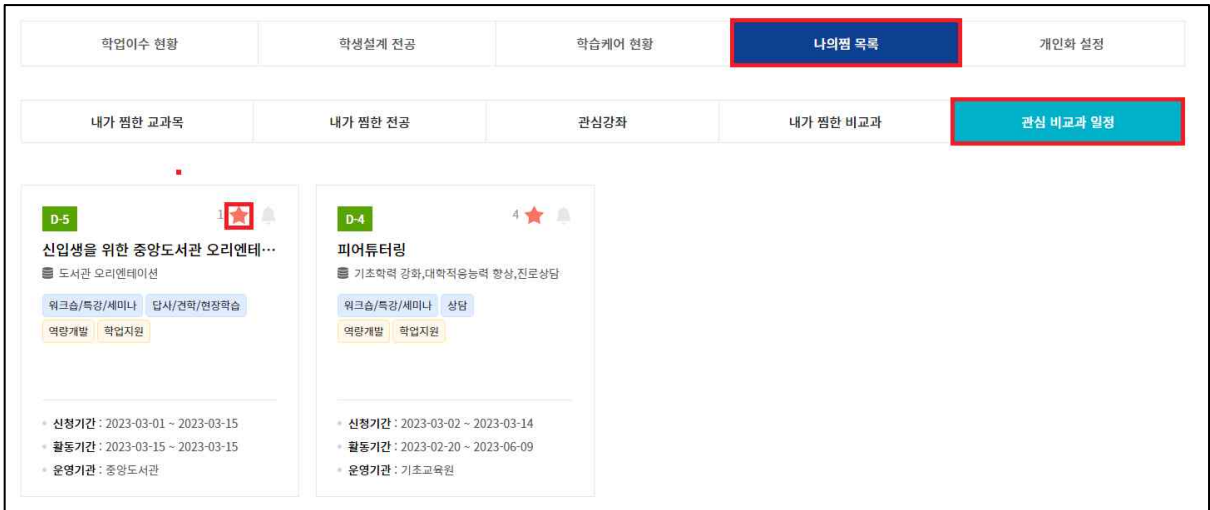 학업이수 현황
학생설계 전공
학습케어 현황
나의찜 목록
개인화 설정
내가 찜한 교과목
내가 찜한 전공
관심강좌
내가 찜한 비교과
관심 비교과 일정
D-5
1
신입생을 위한 중앙도서관 오리엔테…
도서관 오리엔테이션
워크숍/특강/세미나 답사/견학/현장학습
역량개발 학업지원
• 신청기간 : 2023-03-01 ~ 2023-03-15
• 활동기간 : 2023-03-15 ~ 2023-03-15
• 운영기관 : 중앙도서관
D-4
4
피어튜터링
기초학력 강화,대학적응능력 향상,진로상담
워크숍/특강/세미나 상담
역량개발 학업지원
• 신청기간 : 2023-03-02 ~ 2023-03-14
• 활동기간 : 2023-02-20 ~ 2023-06-09
• 운영기관 : 기초교육원